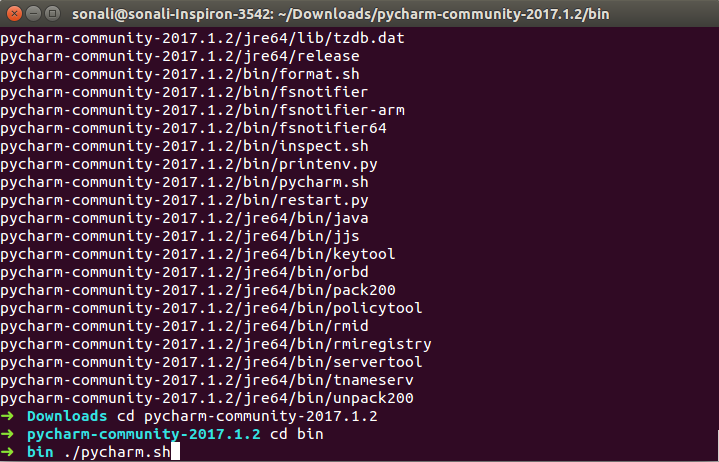 sonali@sonali-Inspiron-3542: ~/Downloads/pycharm-community-2017.1.2/bin
pycharm-community-2017.1.2/jre64/lib/tzdb.dat
pycharm-community-2017.1.2/jre64/release
pycharm-community-2017.1.2/bin/format.sh
pycharm-community-2017.1.2/bin/fsnotifier
pycharm-community-2017.1.2/bin/fsnotifier-arm
pycharm-community-2017.1.2/bin/fsnotifier64
pycharm-community-2017.1.2/bin/inspect.sh
pycharm-community-2017.1.2/bin/printenv.py
pycharm-community-2017.1.2/bin/pycharm.sh
pycharm-community-2017.1.2/bin/restart.py
pycharm-community-2017.1.2/jre64/bin/java
pycharm-community-2017.1.2/jre64/bin/jjs
pycharm-community-2017.1.2/jre64/bin/keytool
pycharm-community-2017.1.2/jre64/bin/orbd
pycharm-community-2017.1.2/jre64/bin/pack200
pycharm-community-2017.1.2/jre64/bin/policytool
pycharm-community-2017.1.2/jre64/bin/rmid
pycharm-community-2017.1.2/jre64/bin/rmiregistry
pycharm-community-2017.1.2/jre64/bin/servertool
pycharm-community-2017.1.2/jre64/bin/tnameserv
pycharm-community-2017.1.2/jre64/bin/unpack200
➜ Downloads cd pycharm-community-2017.1.2
➜ pycharm-community-2017.1.2 cd bin
➜ bin ./pycharm.sh